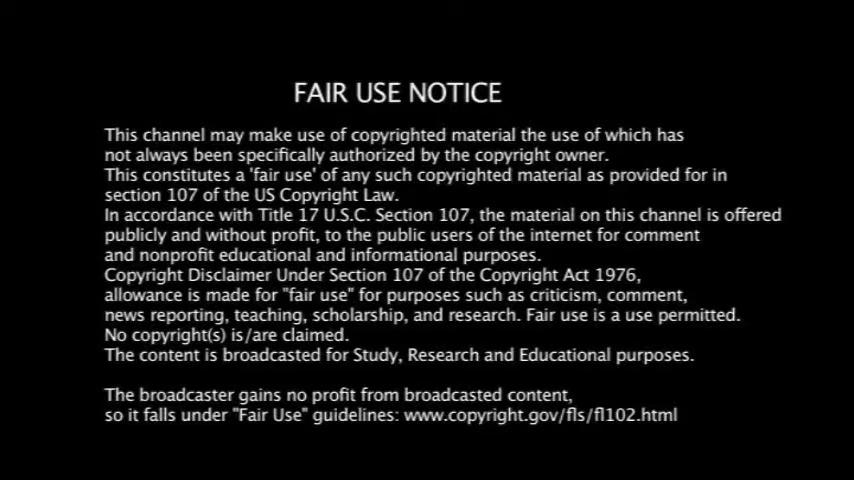 FAIR USE NOTICE
This channel may make use of copyrighted material the use of which has
not always been specifically authorized by the copyright owner.
This constitutes a 'fair use' of any such copyrighted material as provided for in
section 107 of the US Copyright Law.
In accordance with Title 17 U.S.C. Section 107, the material on this channel is offered
publicly and without profit, to the public users of the internet for comment
and nonprofit educational and informational purposes.
Copyright Disclaimer Under Section 107 of the Copyright Act 1976,
allowance is made for "fair use" for purposes such as criticism, comment,
news reporting, teaching, scholarship, and research. Fair use is a use permitted.
No copyright(s) is/are claimed.
The content is broadcasted for Study, Research and Educational purposes.
The broadcaster gains no profit from broadcasted content,
so it falls under "Fair Use" guidelines: www.copyright.gov/fls/fl102.html